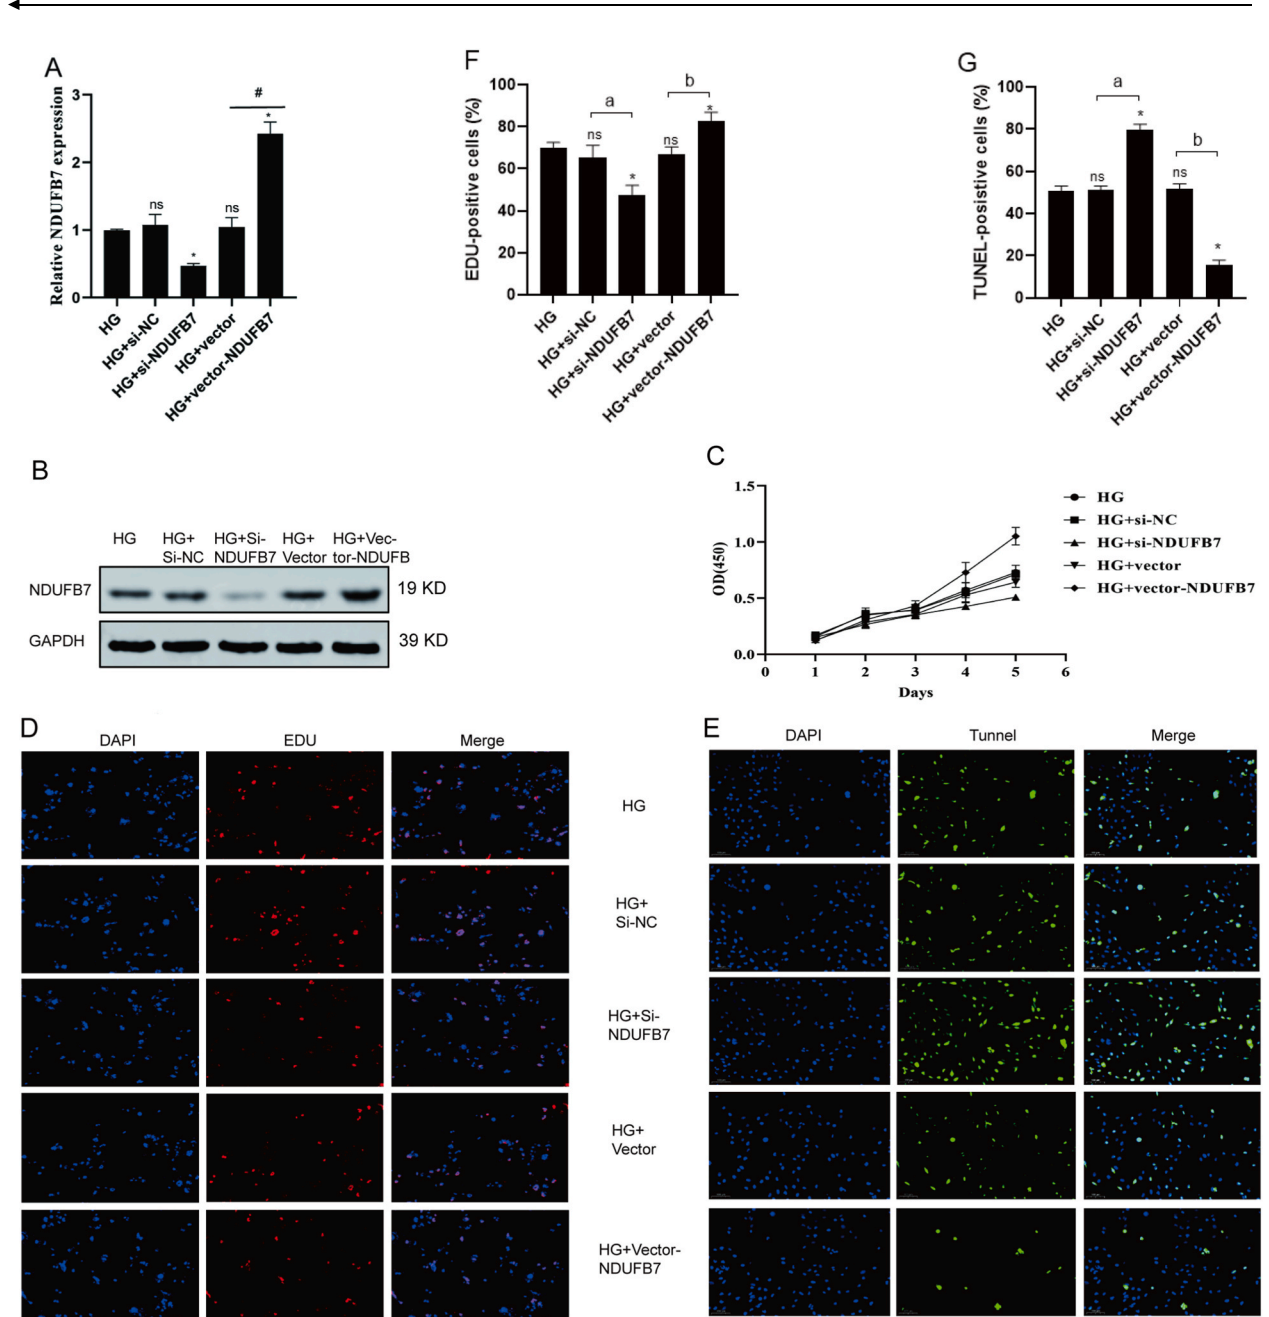 A
Relative NDUFB7 expression
3
2
1
0
ns
*
ns
*
#
HG
HG+si-NC
HG+si-NDUFB7
HG+vector
HG+vector-NDUFB7
F
EDU-positive cells (%)
100
80
60
40
20
0
ns
a
*
ns
b
*
HG
HG+si-NC
HG+si-NDUFB7
HG+vector
HG+vector-NDUFB7
G
TUNEL-posistive cells (%)
100
80
60
40
20
0
ns
a
*
ns
b
*
HG
HG+si-NC
HG+si-NDUFB7
HG+vector
HG+vector-NDUFB7
B
HG
HG+
Si-NC
HG+Si-
NDUFB7
HG+
Vector
HG+Vec-
tor-NDUFB
NDUFB7
19 KD
GAPDH
39 KD
C
OD(450)
1.5
1.0
0.5
0.0
0 1 2 3 4 5 6
Days
HG
HG+si-NC
HG+si-NDUFB7
HG+vector
HG+vector-NDUFB7
D
DAPI EDU Merge
E
DAPI Tunnel Merge
HG
HG+
Si-NC
HG+Si-
NDUFB7
HG+
Vector
HG+Vector-
NDUFB7